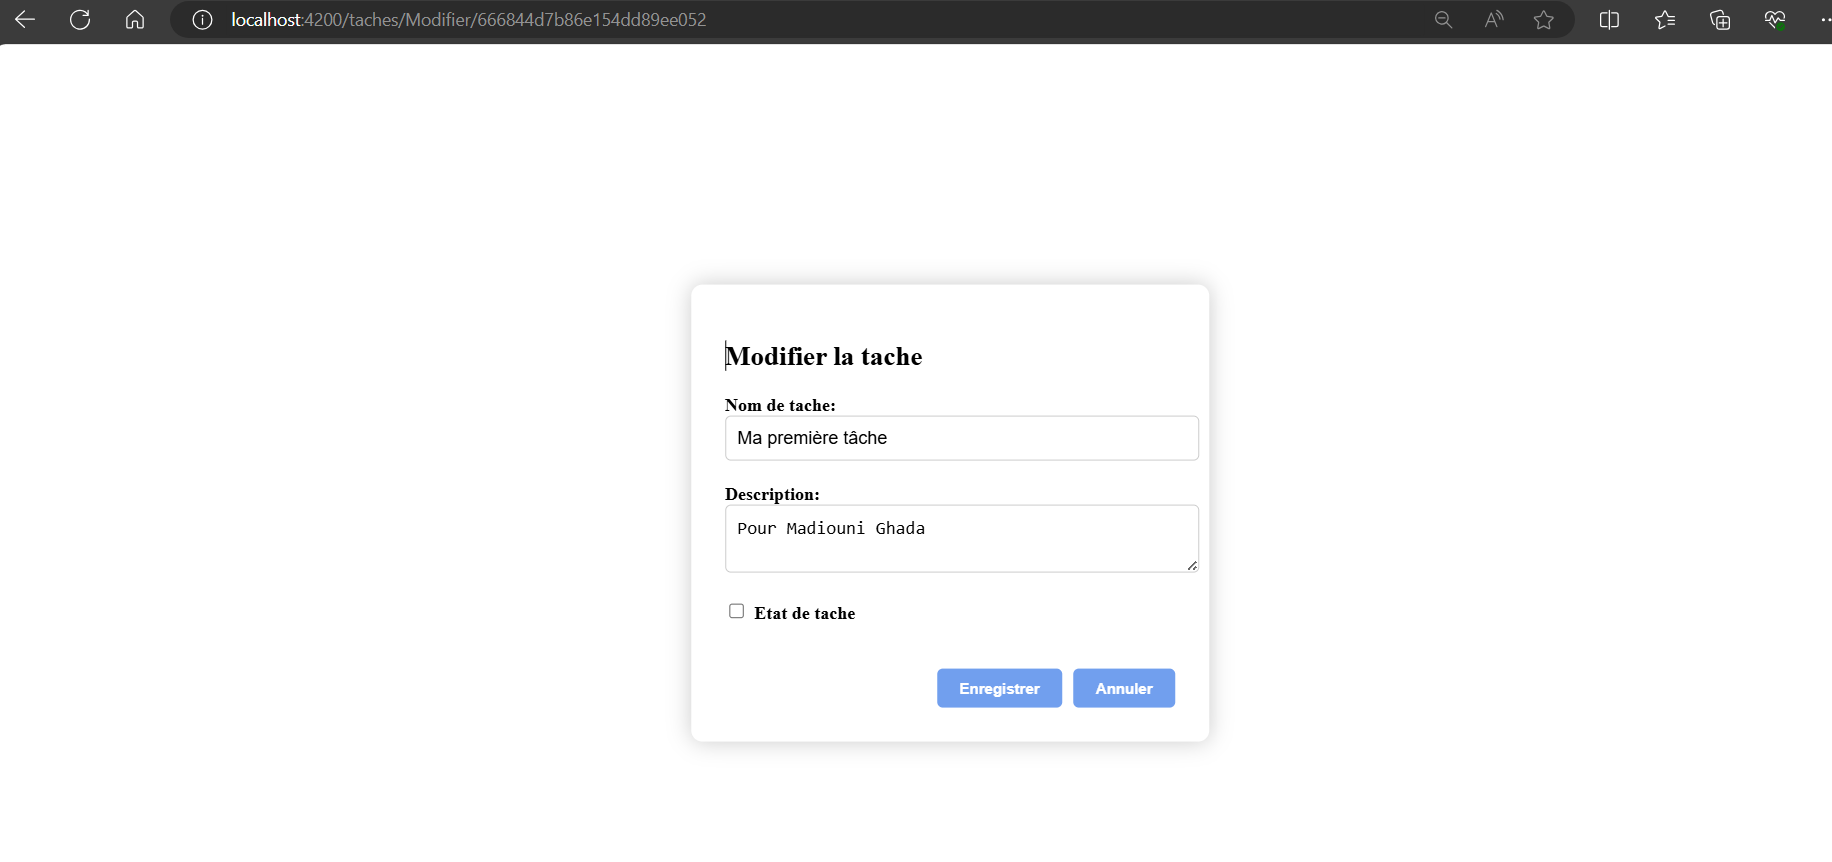 localhost:4200/taches/Modifier/666844d7b86e154dd89ee052
Modifier la tache
Nom de tache:
Ma première tâche
Description:
Pour Madiouni Ghada
Etat de tache
Enregistrer Annuler